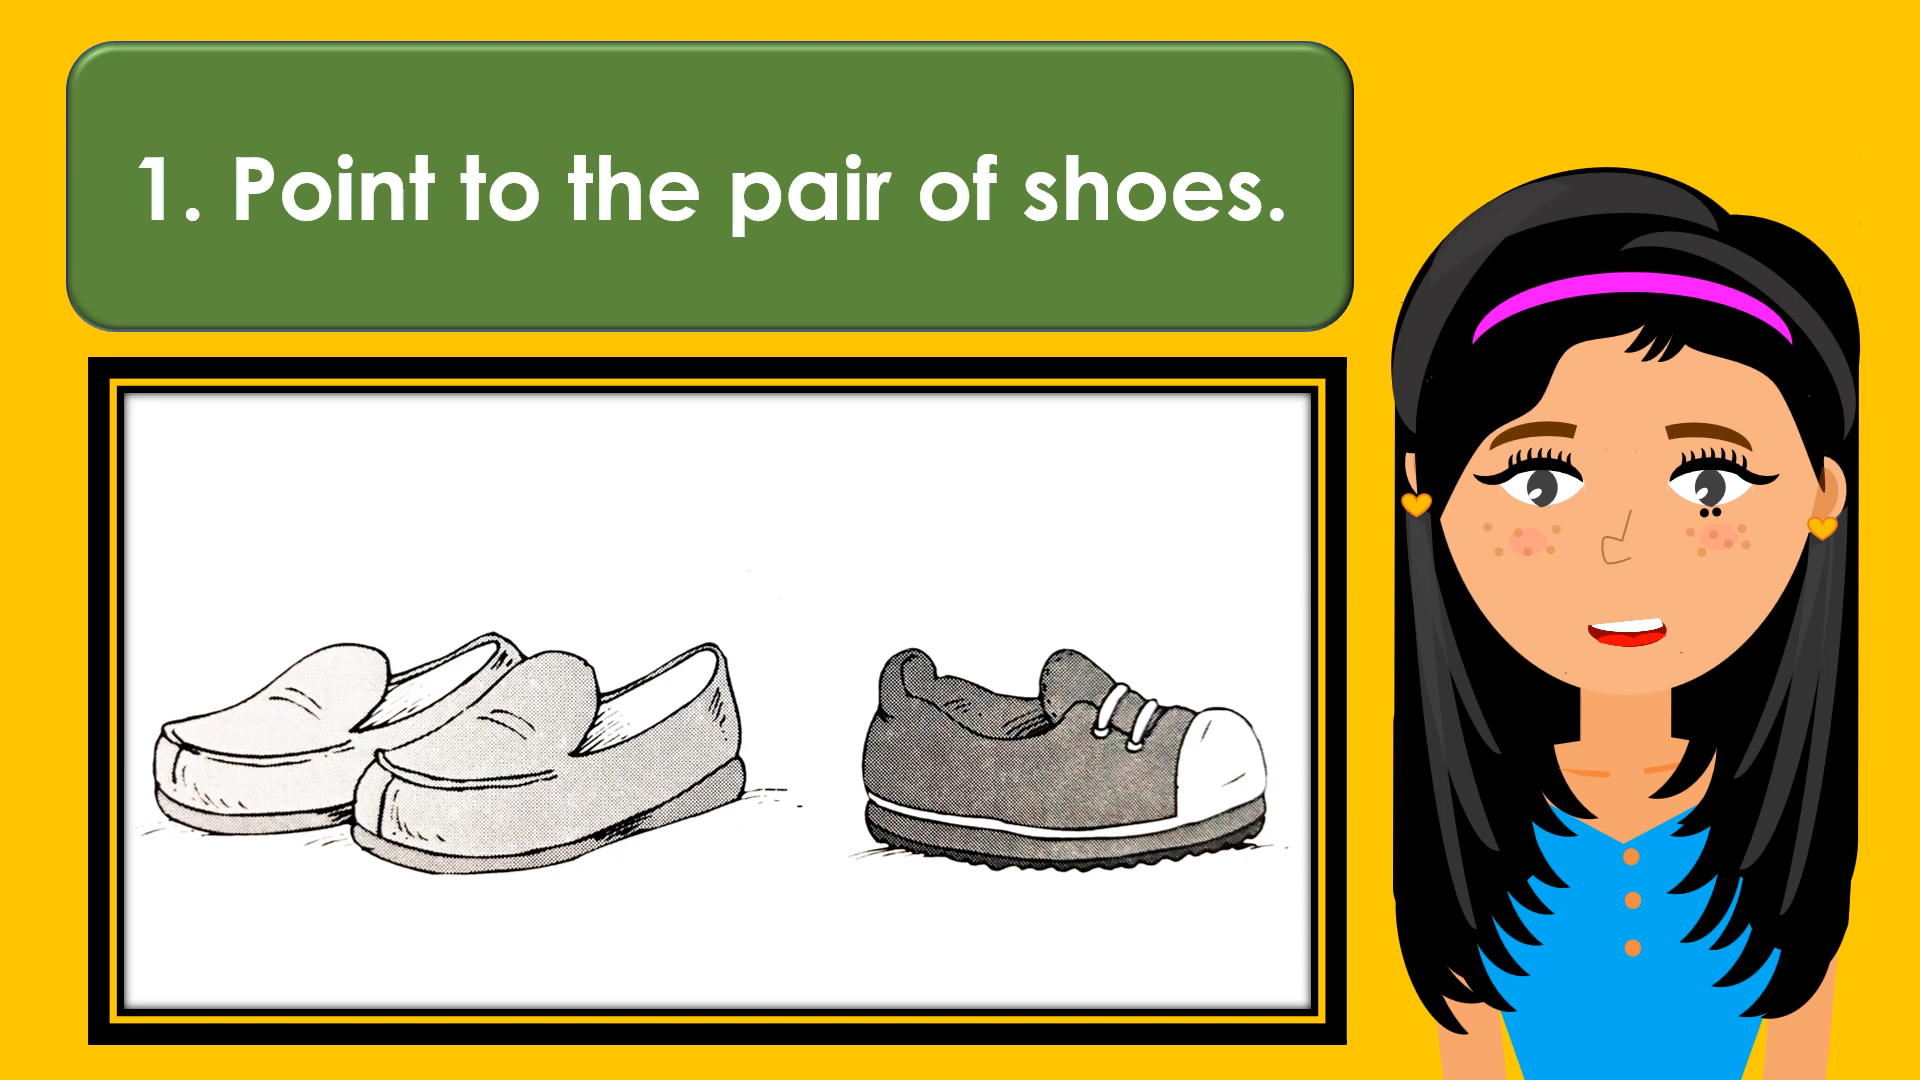 1. Point to the pair of shoes.